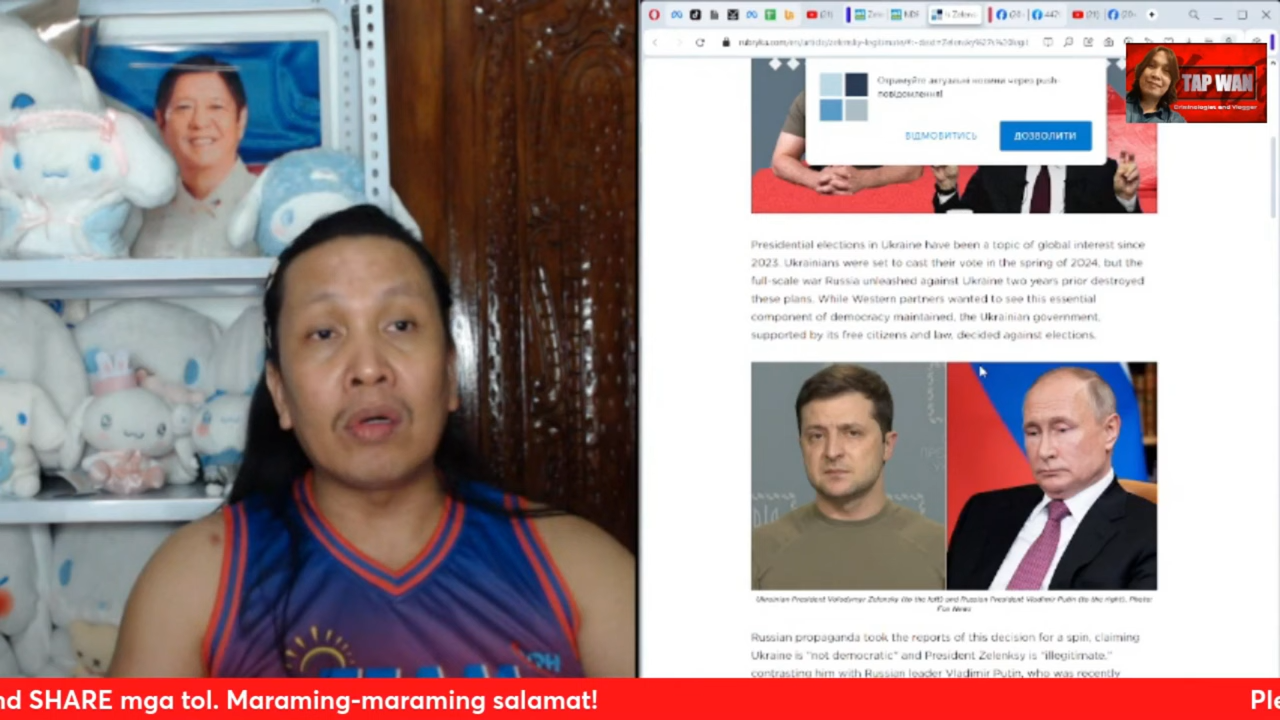 Отримуйте актуальні новини через push-
повідомлення!
ВІДМОВИТИСЬ
ДОЗВОЛИТИ
TAP WAN
Criminologist and Vlogger
Presidential elections in Ukraine have been a topic of global interest since
2023. Ukrainians were set to cast their vote in the spring of 2024, but the
full-scale war Russia unleashed against Ukraine two years prior destroyed
these plans. While Western partners wanted to see this essential
component of democracy maintained, the Ukrainian government,
supported by its free citizens and law, decided against elections.
Ukrainian President Volodymyr Zelensky (to the left) and Russian President Vladimir Putin (to the right). Photo:
Fox News
Russian propaganda took the reports of this decision for a spin, claiming
Ukraine is "not democratic" and President Zelenksy is "illegitimate,"
contrasting him with Russian leader Vladimir Putin, who was recently
nd SHARE mga tol. Maraming-maraming salamat!
Ple